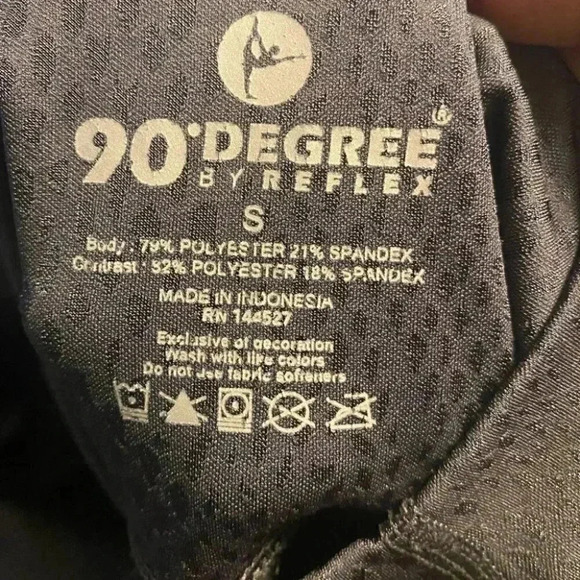 90° DEGREE®
BY REFLEX
S
Body: 79% POLYESTER 21% SPANDEX
Contrast: 82% POLYESTER 18% SPANDEX
MADE IN INDONESIA
RN 144527
Exclusive of decoration
Wash with like colors
Do not use fabric softeners